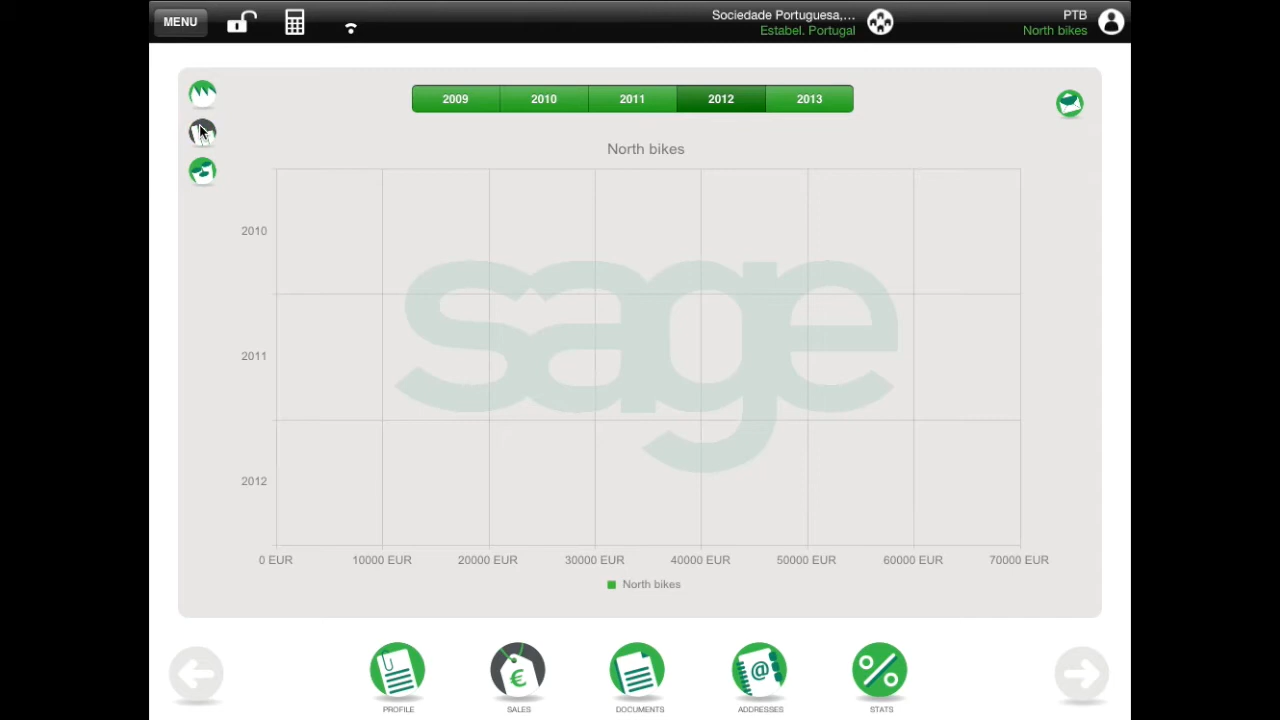 MENU
Sociedade Portuguesa,...
Estabel. Portugal
PTB
North bikes
2009 2010 2011 2012 2013
North bikes
2010
2011
2012
sage
0 EUR 10000 EUR 20000 EUR 30000 EUR 40000 EUR 50000 EUR 60000 EUR 70000 EUR
North bikes
€ @ %
PROFILE SALES DOCUMENTS ADDRESSES STATS